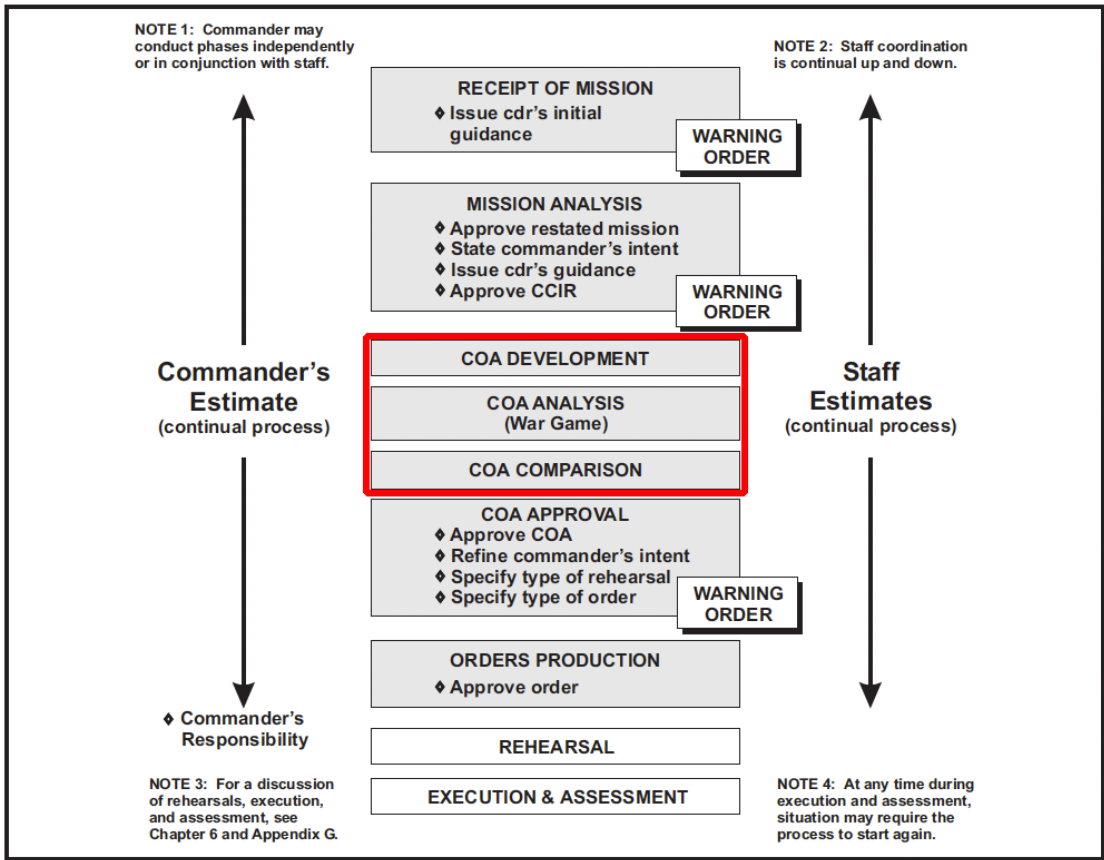 NOTE 1:  Commander may
conduct phases independently
or in conjunction with staff.
NOTE 2:  Staff coordination
is continual up and down.
RECEIPT OF MISSION
Issue cdr's initial
guidance
WARNING
ORDER
MISSION ANALYSIS
Approve restated mission
State commander's intent
Issue cdr's guidance
Approve CCIR
WARNING
ORDER
COA DEVELOPMENT
COA ANALYSIS
(War Game)
COA COMPARISON
Commander's
Estimate
(continual process)
Staff
Estimates
(continual process)
COA APPROVAL
Approve COA
Refine commander's intent
Specify type of rehearsal
Specify type of order
WARNING
ORDER
ORDERS PRODUCTION
Approve order
Commander's
Responsibility
REHEARSAL
EXECUTION & ASSESSMENT
NOTE 3:  For a discussion
of rehearsals, execution,
and assessment, see
Chapter 6 and Appendix G.
NOTE 4:  At any time during
execution and assessment,
situation may require the
process to start again.